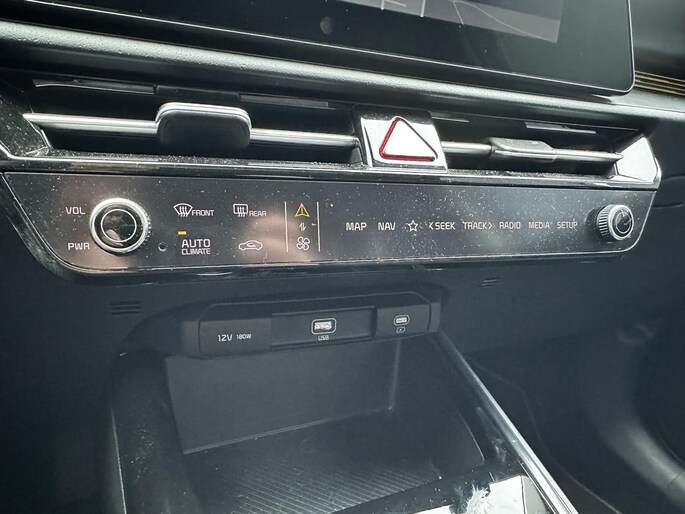 VOL
FRONT
REAR
MAP NAV SEEK TRACK RADIO MEDIA SETUP
PWR
AUTO
CLIMATE
12V 180W
USB